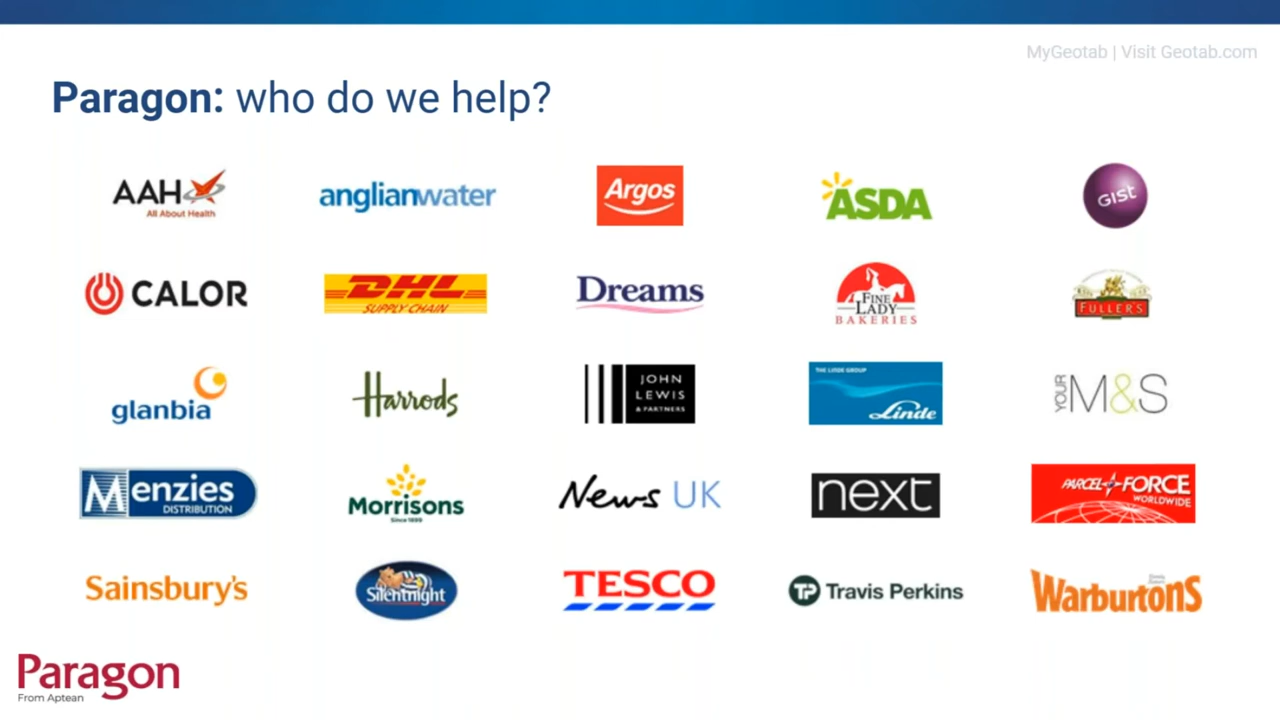 MyGeotab | Visit Geotab.com
Paragon: who do we help?
AAH
All About Health
anglianwater
Argos
ASDA
GIST
CALOR
DHL
SUPPLY CHAIN
Dreams
FINE
LADY
BAKERIES
FULLER'S
glanbia
Harrods
JOHN
LEWIS
& PARTNERS
THE LINDE GROUP
Linde
YOUR
M&S
Menzies
DISTRIBUTION
Morrisons
Since 1899
News UK
next
PARCEL FORCE
WORLDWIDE
Sainsbury's
Silentnight
TESCO
TP Travis Perkins
Warburtons
Paragon
From Aptean